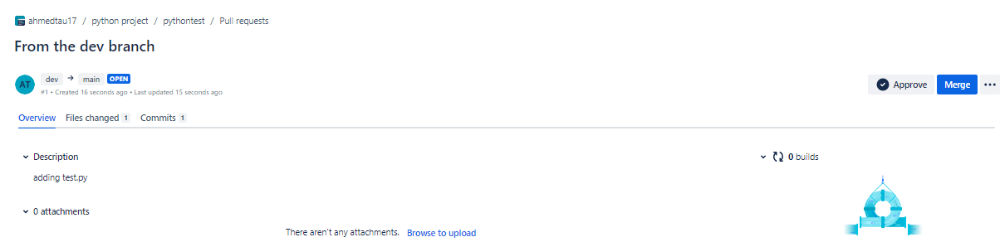 ahmedtau17 / python project / pythontest / Pull requests
From the dev branch
AT dev → main OPEN
#1 • Created 16 seconds ago • Last updated 15 seconds ago
Approve Merge
Overview Files changed 1 Commits 1
Description
0 builds
adding test.py
0 attachments
There aren't any attachments. Browse to upload